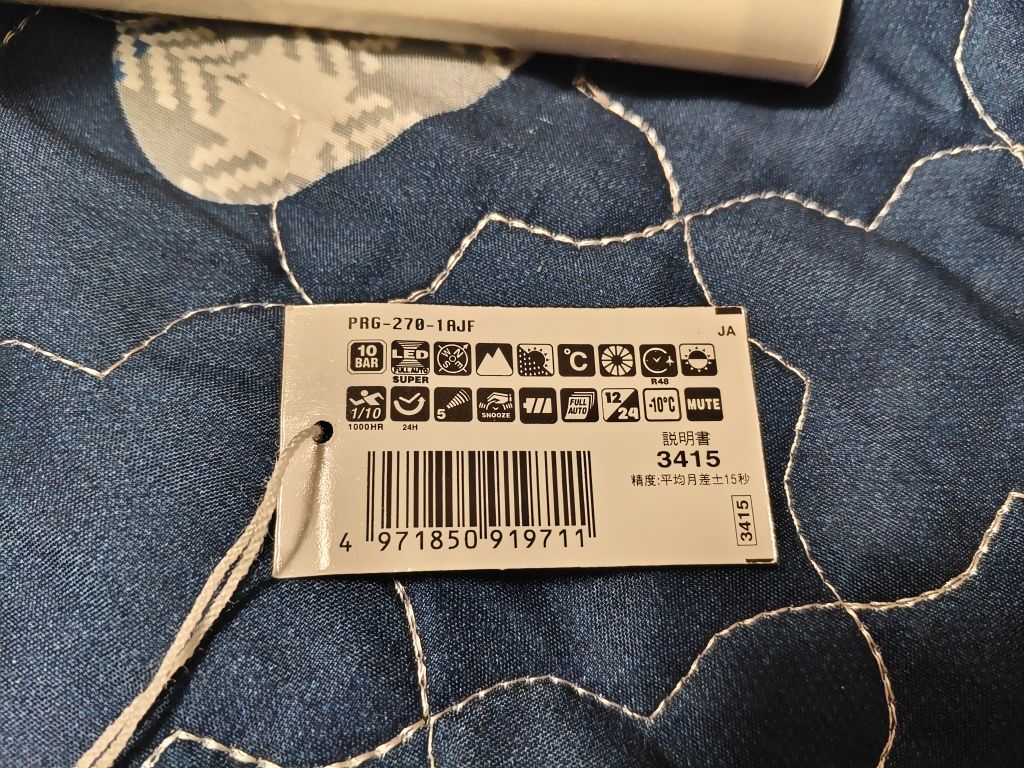 PRG-270-1AJF
JA
10 BAR
LED
FULL AUTO
SUPER
W N S E
°C
R48
1/10
1000HR
24H
5
SNOOZE
FULL AUTO
12/24
-10°C
MUTE
説明書
3415
精度:平均月差±15秒
3415
4 971850 919711